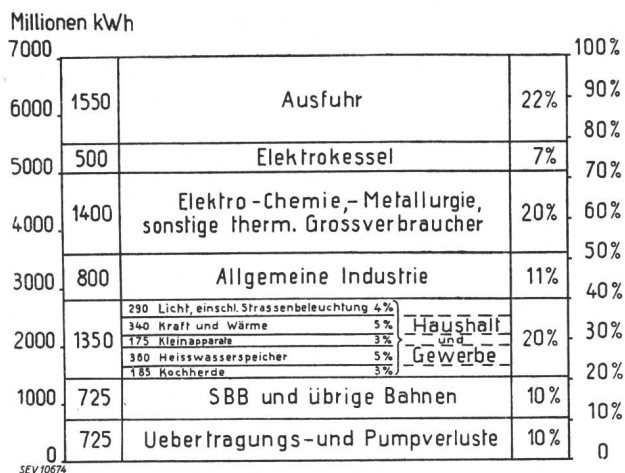 Millionen kWh
7000 100%
1550 Ausfuhr 22%
90%
6000
80%
5000 500 Elektrokessel 7%
70%
1400 Elektro-Chemie,-Metallurgie, 20%
sonstige therm. Grossverbraucher
60%
4000
50%
3000 800 Allgemeine Industrie 11%
40%
290 Licht, einschl. Strassenbeleuchtung 4%
340 Kraft und Wärme 5% Haushalt
1350 175 Kleinapparate 3% und 20%
360 Heisswasserspeicher 5% Gewerbe
185 Kochherde 3%
30%
2000
20%
1000 725 SBB und übrige Bahnen 10%
10%
725 Uebertragungs-und Pumpverluste 10%
0 0
SEV 10674